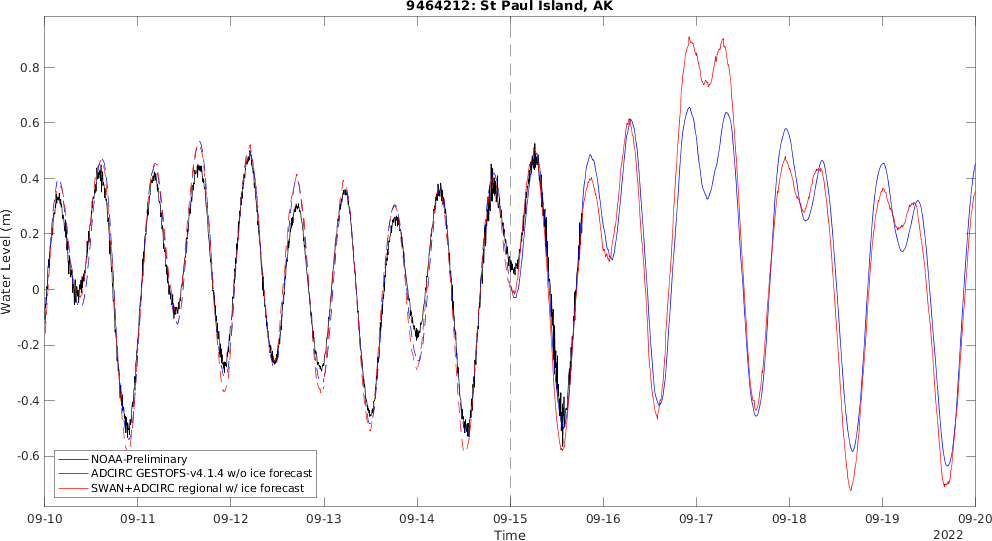 9464212: St Paul Island, AK
Water Level (m)
0.8
0.6
0.4
0.2
0
-0.2
-0.4
-0.6
NOAA-Preliminary
ADCIRC GESTOFS-v4.1.4 w/o ice forecast
SWAN+ADCIRC regional w/ ice forecast
09-10 09-11 09-12 09-13 09-14 09-15 09-16 09-17 09-18 09-19 09-20
Time
2022